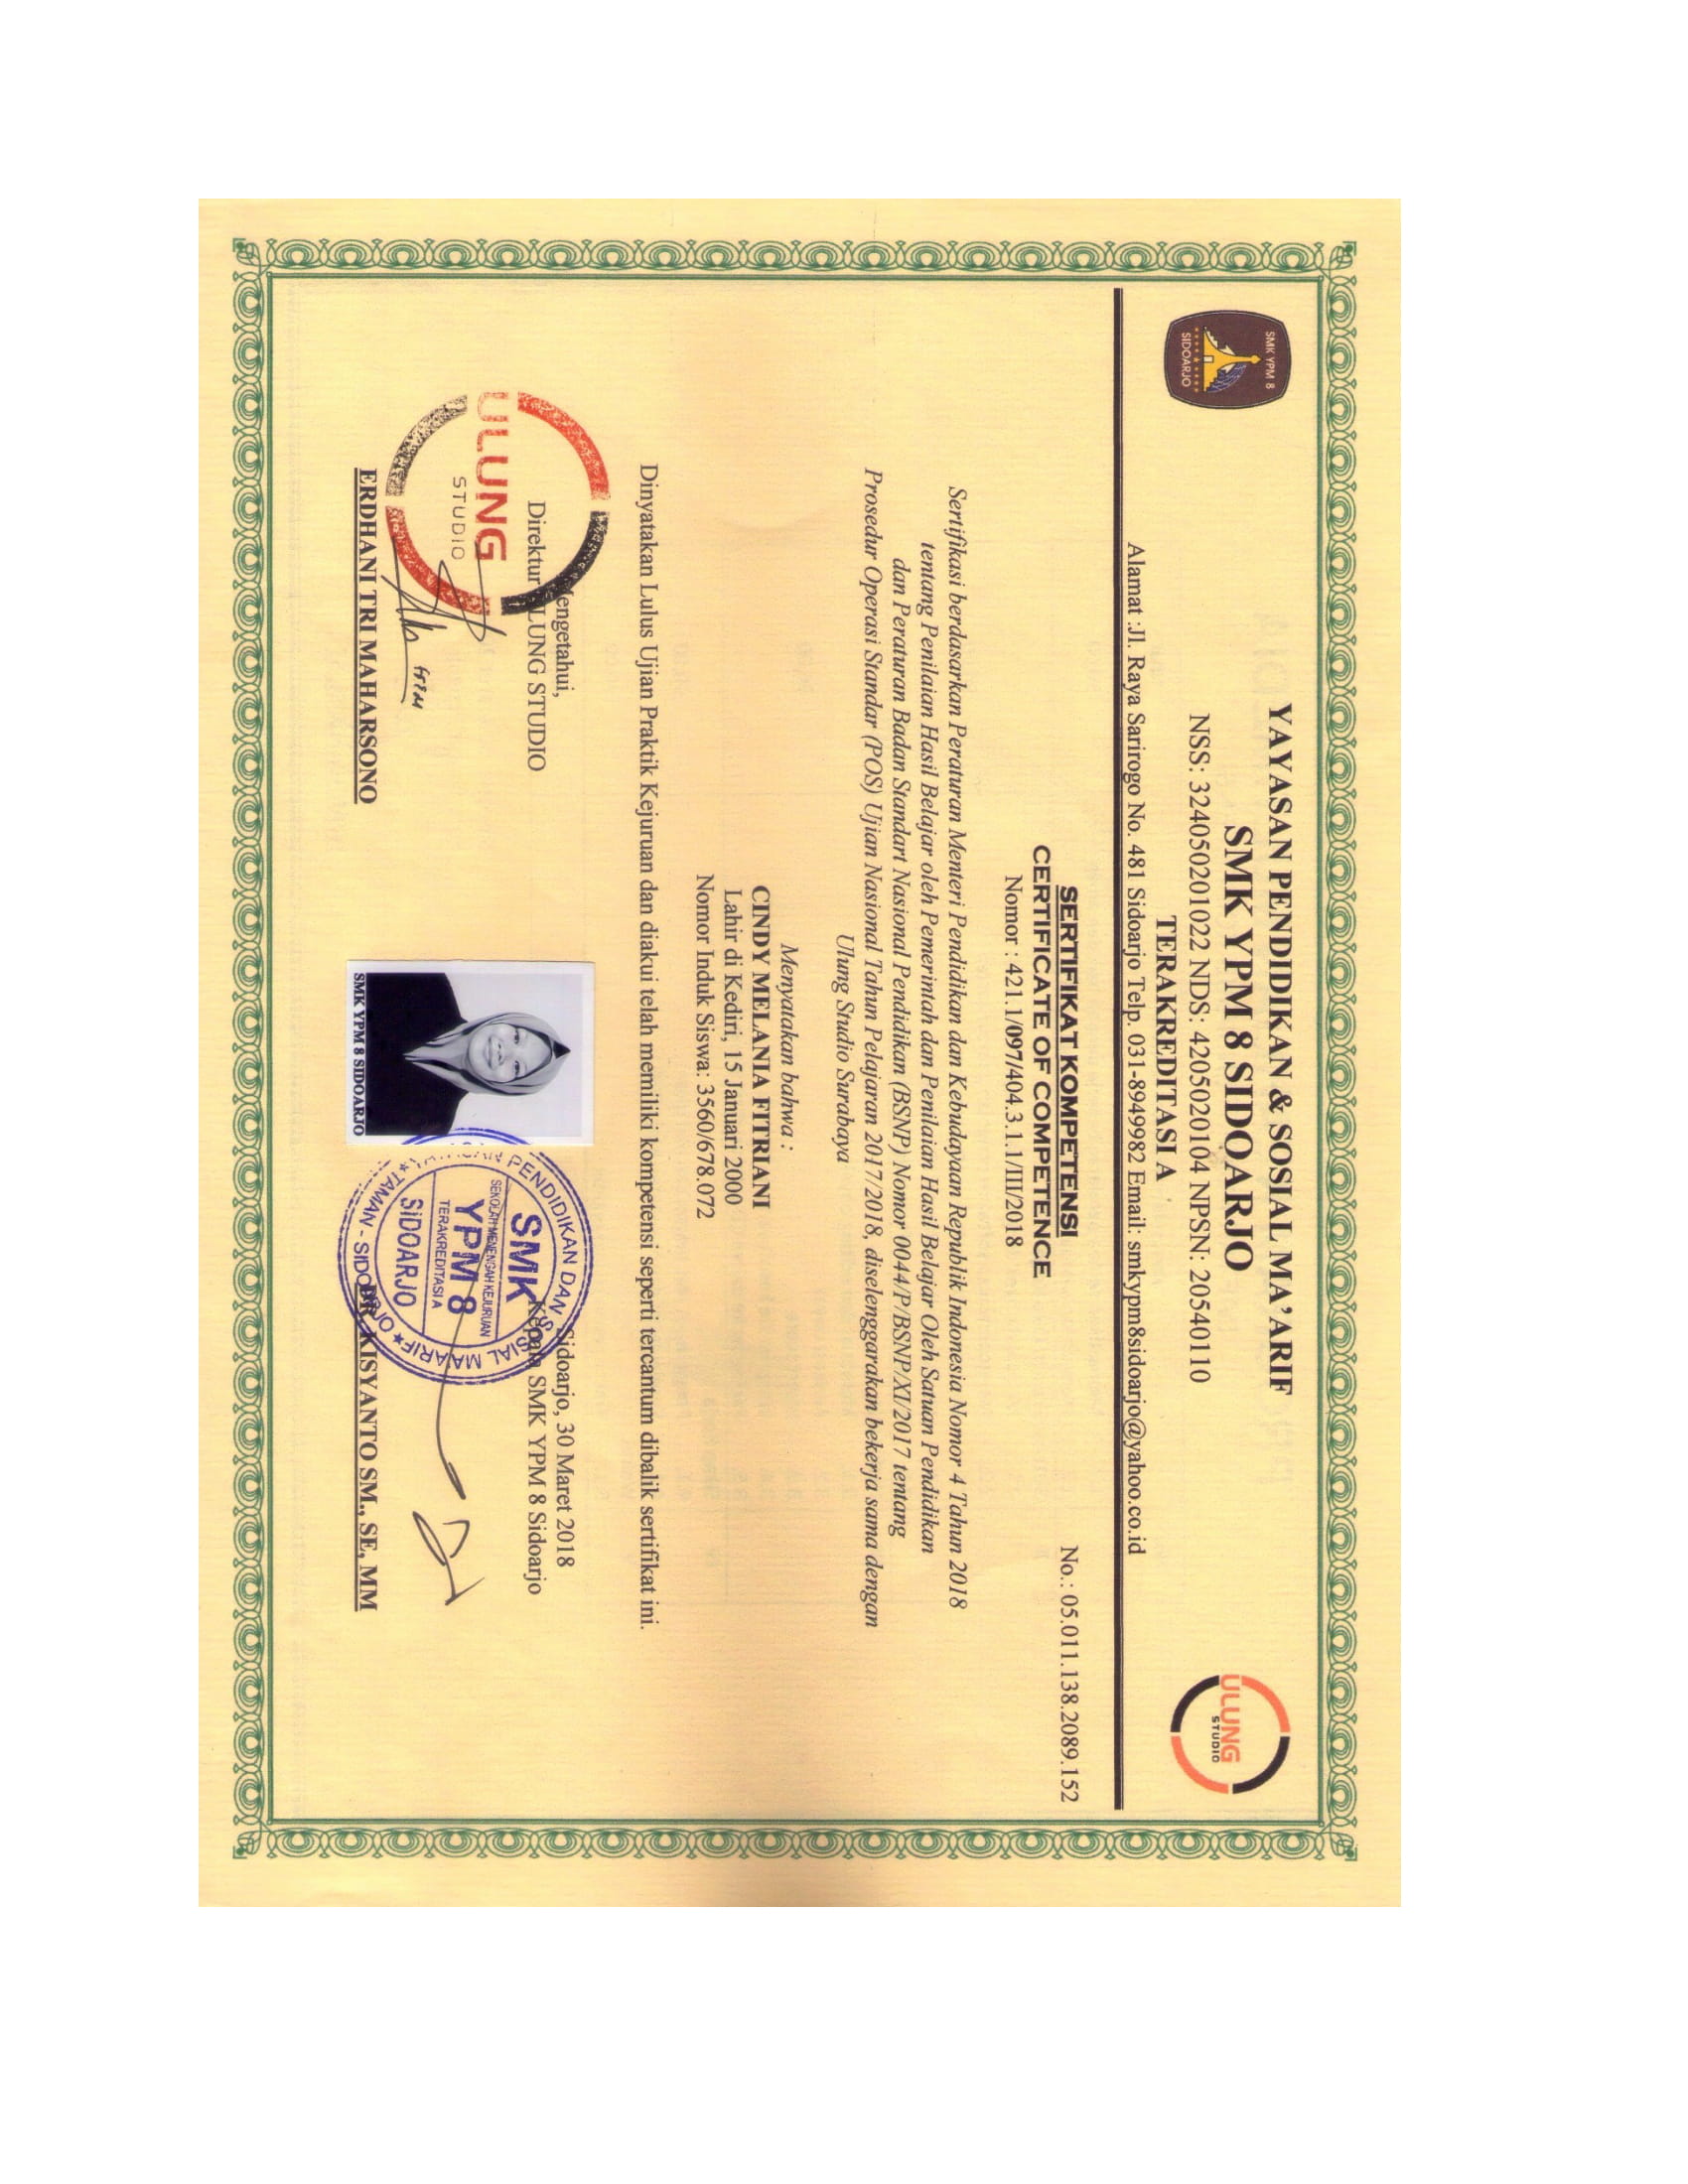 SMK YPM 8
SIDOARJO
YAYASAN PENDIDIKAN & SOSIAL MA'ARIF
SMK YPM 8 SIDOARJO
NSS: 324050201022 NDS: 4205020104 NPSN: 20540110
TERAKREDITASI A
Alamat :Jl. Raya Sarirogo No. 481 Sidoarjo Telp. 031-8949982 Email: smkypm8sidoarjo@yahoo.co.id
ULUNG
STUDIO
No.: 05.011.138.2089.152
SERTIFIKAT KOMPETENSI
CERTIFICATE OF COMPETENCE
Nomor : 421.1/097/404.3.1.1/III/2018
Sertifikasi berdasarkan Peraturan Menteri Pendidikan dan Kebudayaan Republik Indonesia Nomor 4 Tahun 2018
tentang Penilaian Hasil Belajar oleh Pemerintah dan Penilaian Hasil Belajar Oleh Satuan Pendidikan
dan Peraturan Badan Standart Nasional Pendidikan (BSNP) Nomor 0044/P/BSNP/XI/2017 tentang
Prosedur Operasi Standar (POS) Ujian Nasional Tahun Pelajaran 2017/2018, diselenggarakan bekerja sama dengan
Ulung Studio Surabaya
Menyatakan bahwa :
CINDY MELANIA FITRIANI
Lahir di Kediri, 15 Januari 2000
Nomor Induk Siswa: 3560/678.072
Dinyatakan Lulus Ujian Praktik Kejuruan dan diakui telah memiliki kompetensi seperti tercantum dibalik sertifikat ini.
engetahui,
Direktur ULUNG STUDIO
ULUNG
STUDIO
ERDHANI TRI MAHARSONO
SMK YPM 8 SIDOARJO
YAYASAN PENDIDIKAN DAN SOSIAL MA'ARIF
TAMAN - SIDOARJO
SMK
SEKOLAH MENENGAH KEJURUAN
YPM 8
TERAKREDITASI A
SIDOARJO
Sidoarjo, 30 Maret 2018
Kepala SMK YPM 8 Sidoarjo
DR. KISYANTO SM., SE, MM